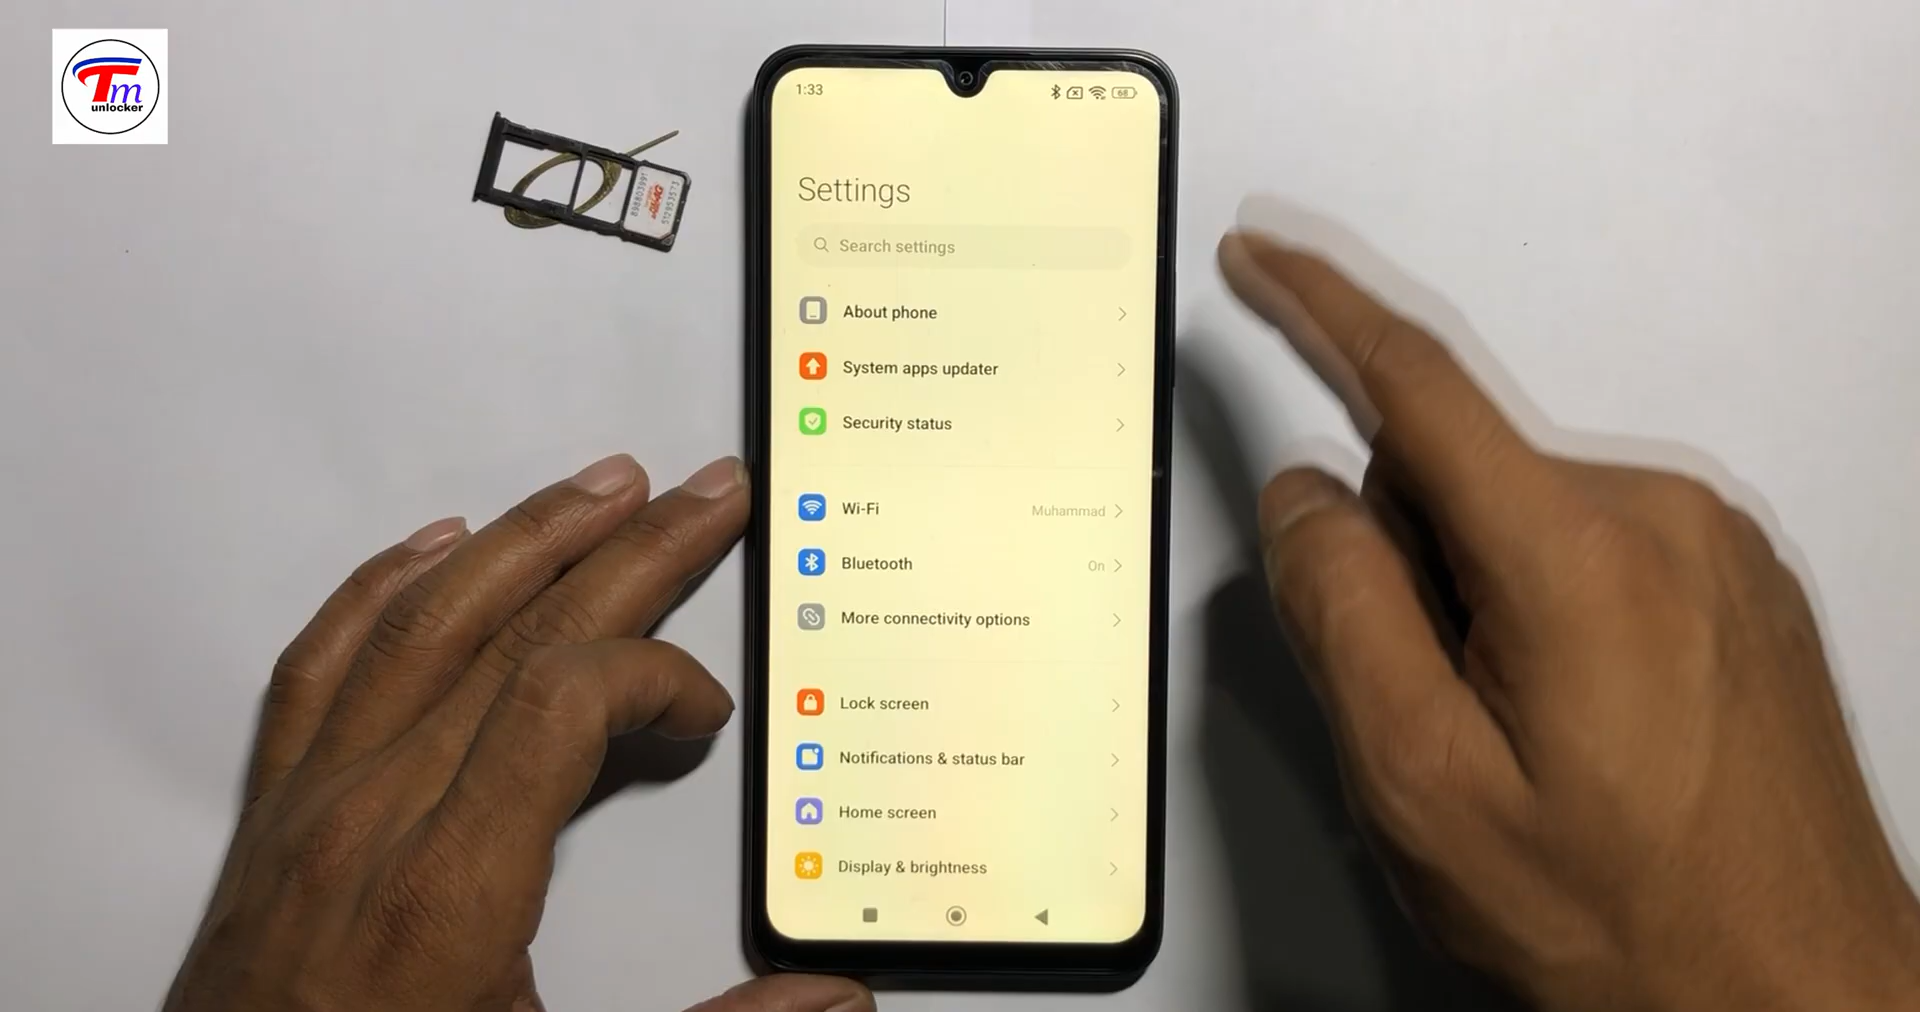 Tm
unlocker
1:33
68
Settings
Search settings
About phone
System apps updater
Security status
Wi-Fi
Muhammad
Bluetooth
On
More connectivity options
Lock screen
Notifications & status bar
Home screen
Display & brightness